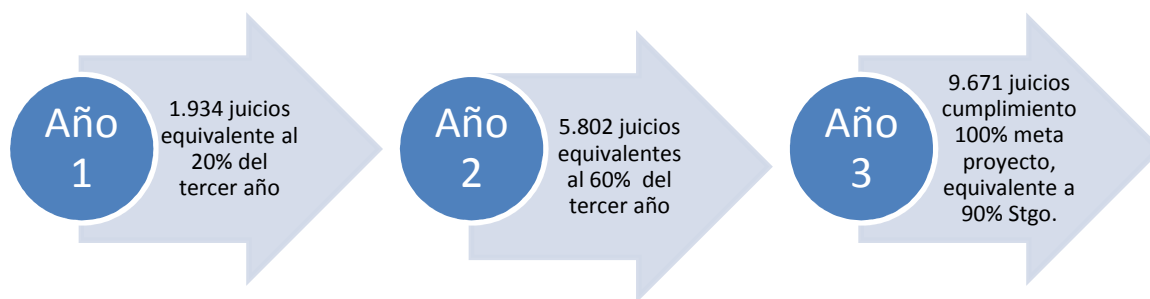 Año
1
1.934 juicios
equivalente al
20% del
tercer año
Año
2
5.802 juicios
equivalentes
al 60% del
tercer año
Año
3
9.671 juicios
cumplimiento
100% meta
proyecto,
equivalente a
90% Stgo.